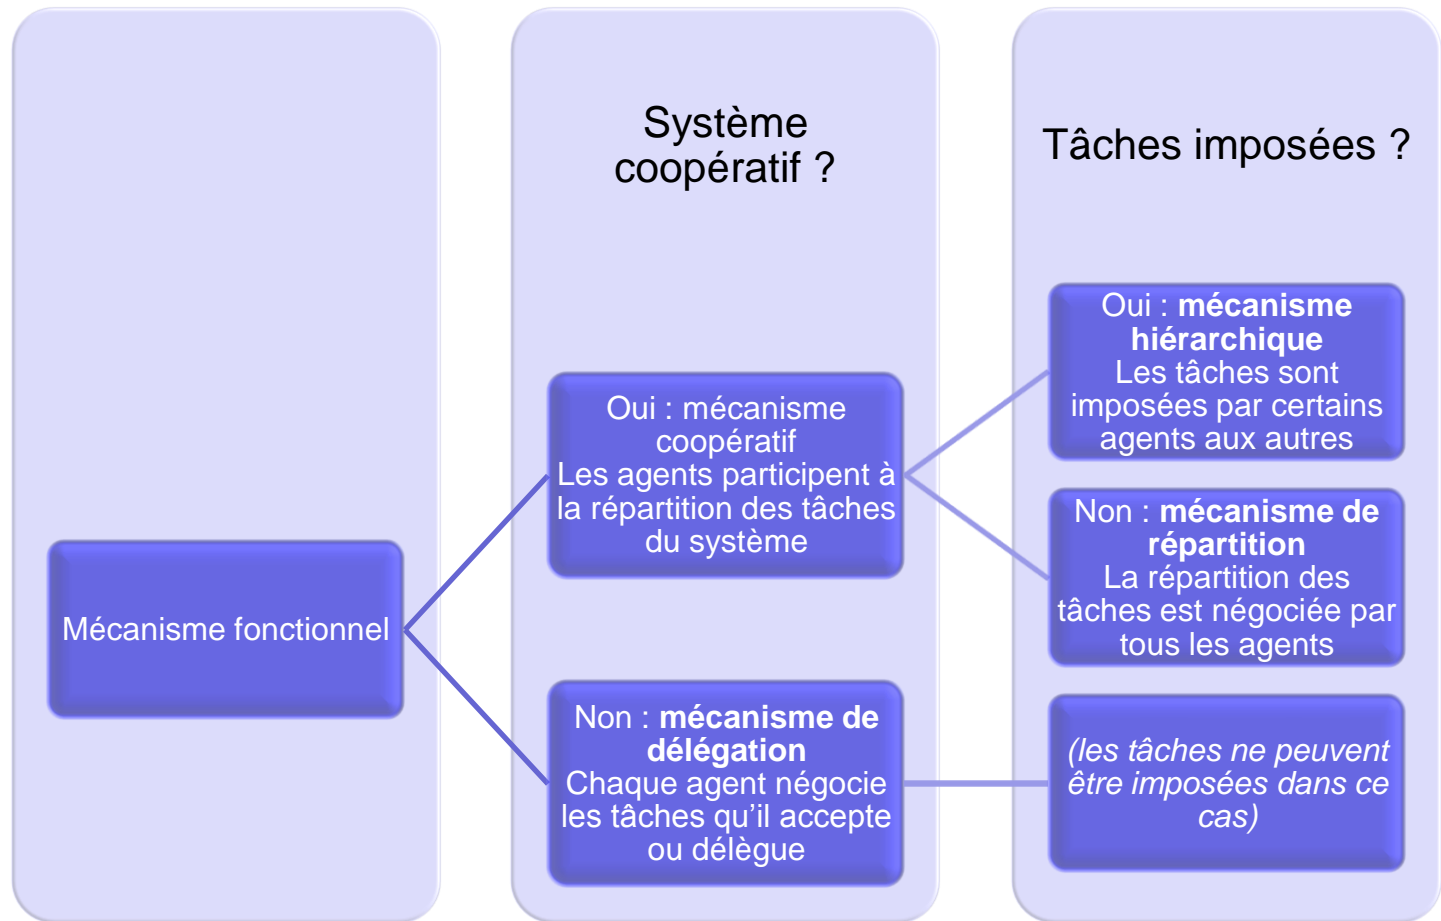 Système
coopératif ?
Tâches imposées ?
Mécanisme fonctionnel
Oui : mécanisme
coopératif
Les agents participent à
la répartition des tâches
du système
Non : mécanisme de
délégation
Chaque agent négocie
les tâches qu’il accepte
ou délègue
Oui : mécanisme
hiérarchique
Les tâches sont
imposées par certains
agents aux autres
Non : mécanisme de
répartition
La répartition des
tâches est négociée par
tous les agents
(les tâches ne peuvent
être imposées dans ce
cas)